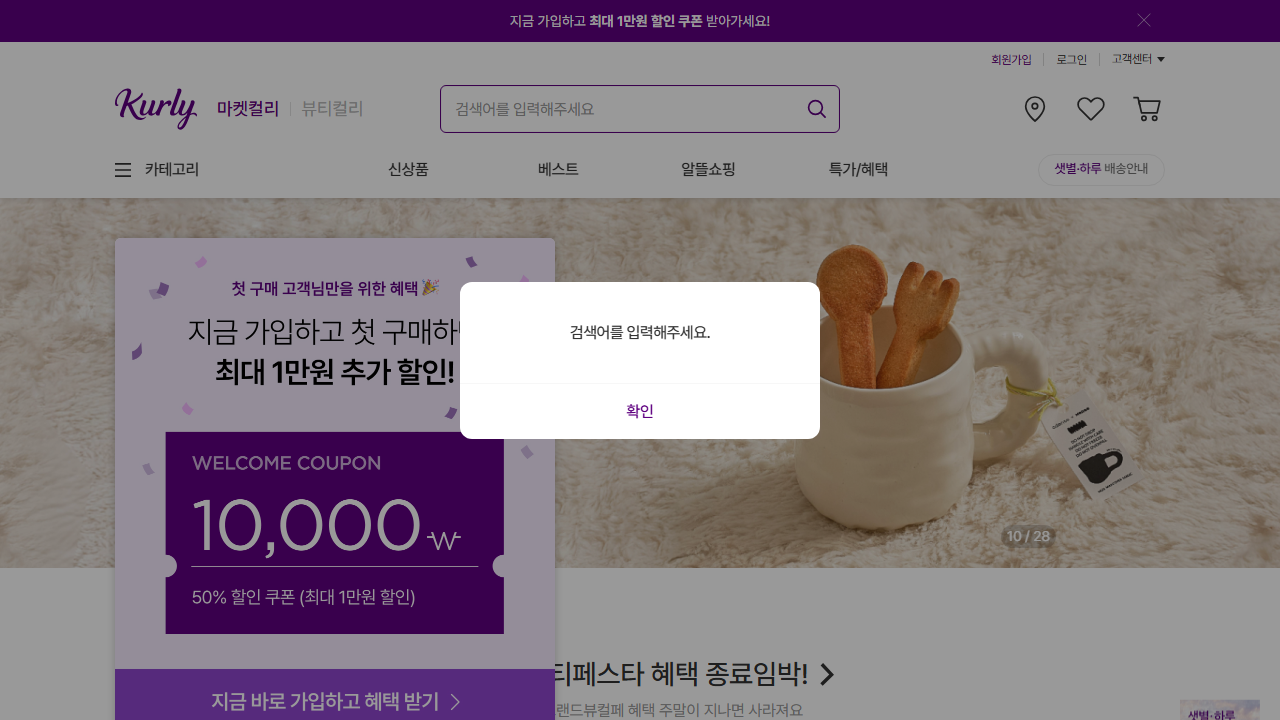 지금 가입하고 최대 1만원 할인 쿠폰 받아가세요!
회원가입
로그인
고객센터
Kurly
마켓컬리
뷰티컬리
검색어를 입력해주세요
카테고리
신상품
베스트
알뜰쇼핑
특가/혜택
샛별·하루 배송안내
첫 구매 고객님만을 위한 혜택
지금 가입하고 첫 구매하
최대 1만원 추가 할인!
WELCOME COUPON
10,000₩
50% 할인 쿠폰 (최대 1만원 할인)
지금 바로 가입하고 혜택 받기
검색어를 입력해주세요.
확인
10 / 28
티페스타 혜택 종료임박!
랜드뷰컬페 혜택 주말이 지나면 사라져요
샛별·하루